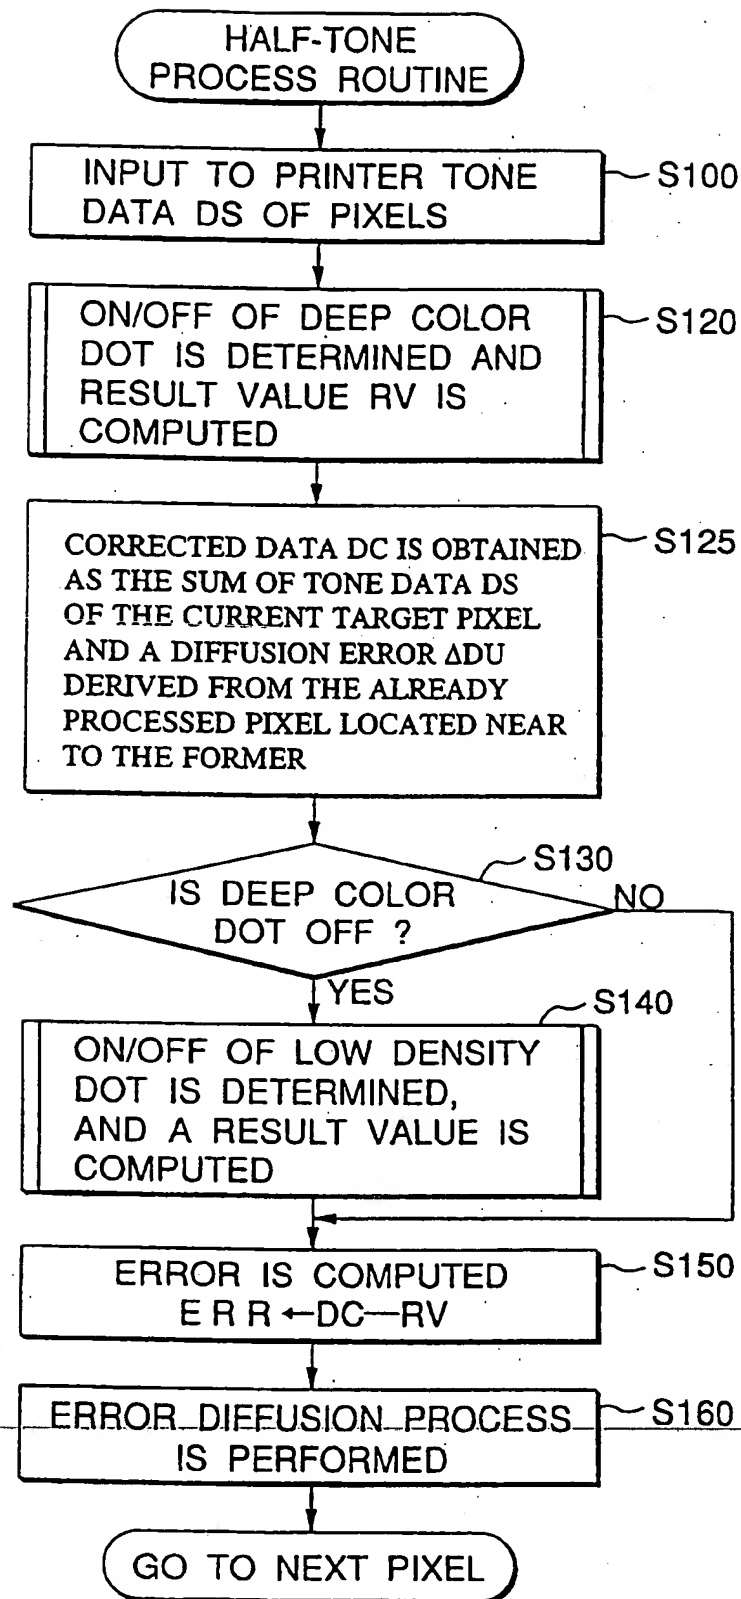 HALF-TONE
PROCESS ROUTINE
INPUT TO PRINTER TONE
DATA DS OF PIXELS
S100
ON/OFF OF DEEP COLOR
DOT IS DETERMINED AND
RESULT VALUE RV IS
COMPUTED
S120
CORRECTED DATA DC IS OBTAINED
AS THE SUM OF TONE DATA DS
OF THE CURRENT TARGET PIXEL
AND A DIFFUSION ERROR ΔDU
DERIVED FROM THE ALREADY
PROCESSED PIXEL LOCATED NEAR
TO THE FORMER
S125
S130
IS DEEP COLOR
DOT OFF ?
NO
YES
S140
ON/OFF OF LOW DENSITY
DOT IS DETERMINED,
AND A RESULT VALUE IS
COMPUTED
ERROR IS COMPUTED
E R R ←DC—RV
S150
ERROR DIFFUSION PROCESS
IS PERFORMED
S160
GO TO NEXT PIXEL